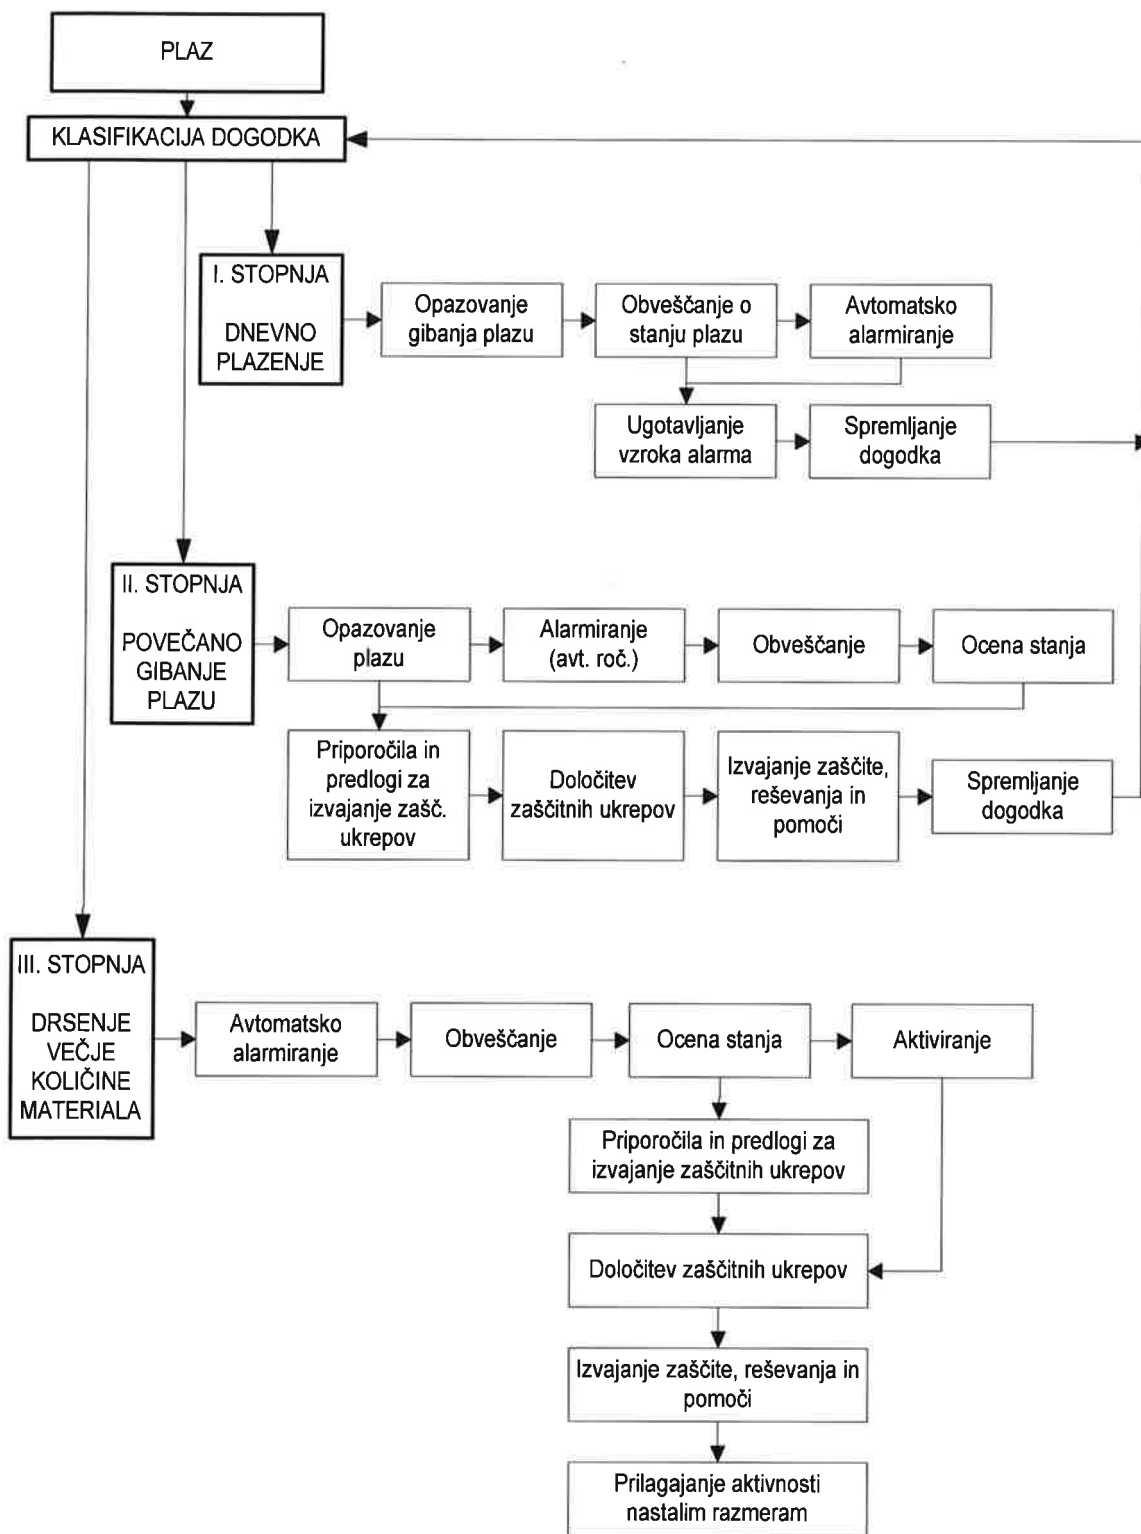 PLAZ
KLASIFIKACIJA DOGODKA
I. STOPNJA
DNEVNO
PLAZENJE
Opazovanje
gibanja plazu
Obveščanje o
stanju plazu
Avtomatsko
alarmiranje
Ugotavljanje
vzroka alarma
Spremljanje
dogodka
II. STOPNJA
POVEČANO
GIBANJE
PLAZU
Opazovanje
plazu
Alarmiranje
(avt. roč.)
Obveščanje
Ocena stanja
Priporočila in
predlogi za
izvajanje zašč.
ukrepov
Določitev
zaščitnih ukrepov
Izvajanje zaščite,
reševanja in
pomoči
Spremljanje
dogodka
III. STOPNJA
DRSENJE
VEČJE
KOLIČINE
MATERIALA
Avtomatsko
alarmiranje
Obveščanje
Ocena stanja
Aktiviranje
Priporočila in predlogi za
izvajanje zaščitnih ukrepov
Določitev zaščitnih ukrepov
Izvajanje zaščite, reševanja in
pomoči
Prilagajanje aktivnosti
nastalim razmeram